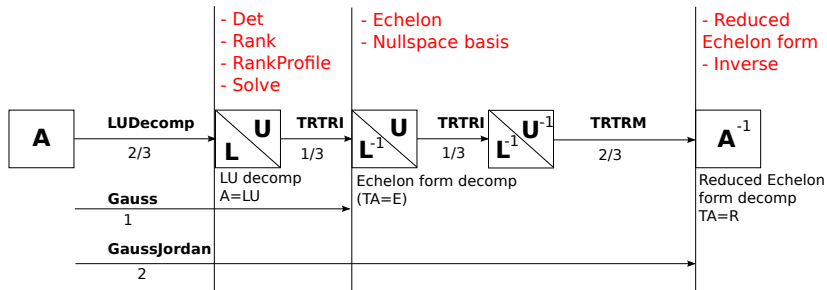 - Det
- Rank
- RankProfile
- Solve
- Echelon
- Nullspace basis
- Reduced
Echelon form
- Inverse
A
LUDecomp
2/3
L
U
TRTRI
1/3
L⁻¹
U
TRTRI
1/3
L⁻¹
U⁻¹
TRTRM
2/3
A⁻¹
LU decomp
A=LU
Echelon form decomp
(TA=E)
Reduced Echelon
form decomp
TA=R
Gauss
1
GaussJordan
2